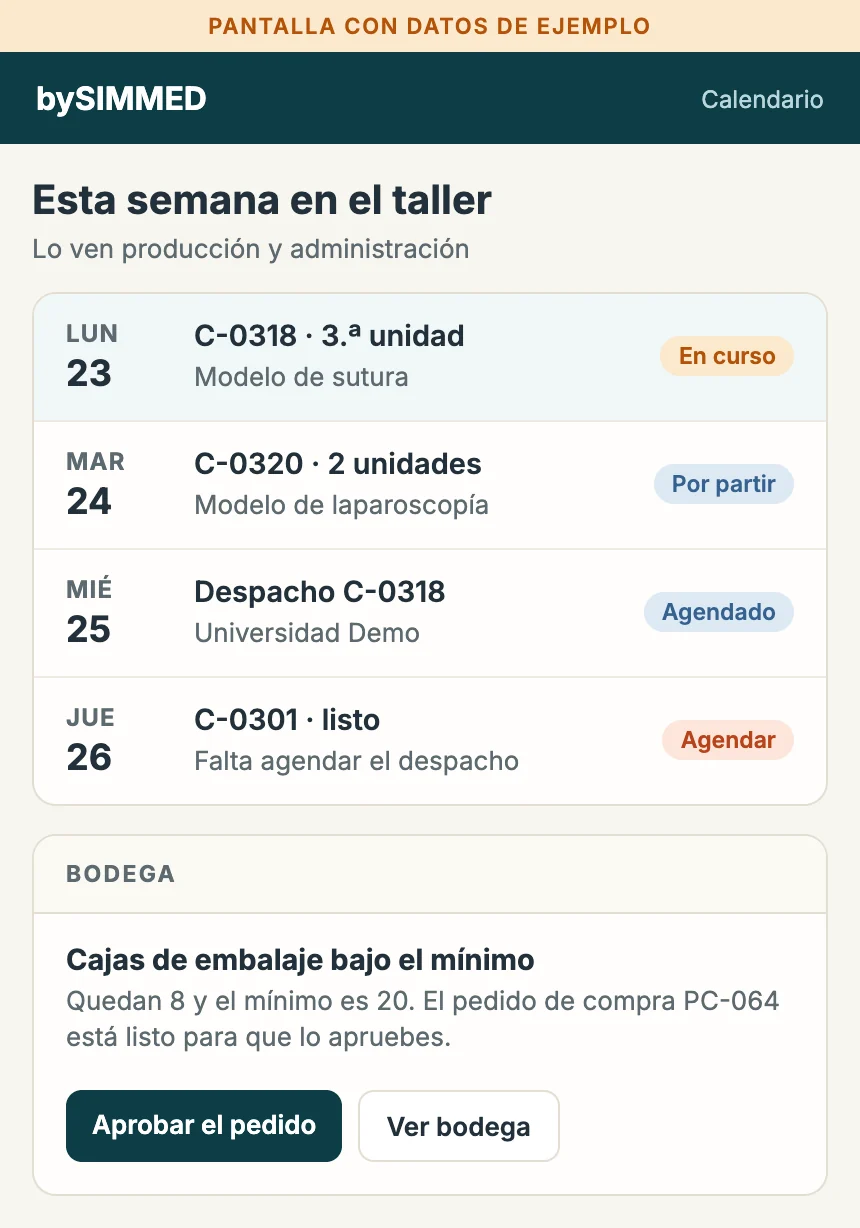 PANTALLA CON DATOS DE EJEMPLO
bySIMMED
Calendario
Esta semana en el taller
Lo ven producción y administración
LUN
23
C-0318 · 3.ª unidad
Modelo de sutura
En curso
MAR
24
C-0320 · 2 unidades
Modelo de laparoscopía
Por partir
MIÉ
25
Despacho C-0318
Universidad Demo
Agendado
JUE
26
C-0301 · listo
Falta agendar el despacho
Agendar
BODEGA
Cajas de embalaje bajo el mínimo
Quedan 8 y el mínimo es 20. El pedido de compra PC-064
está listo para que lo apruebes.
Aprobar el pedido
Ver bodega